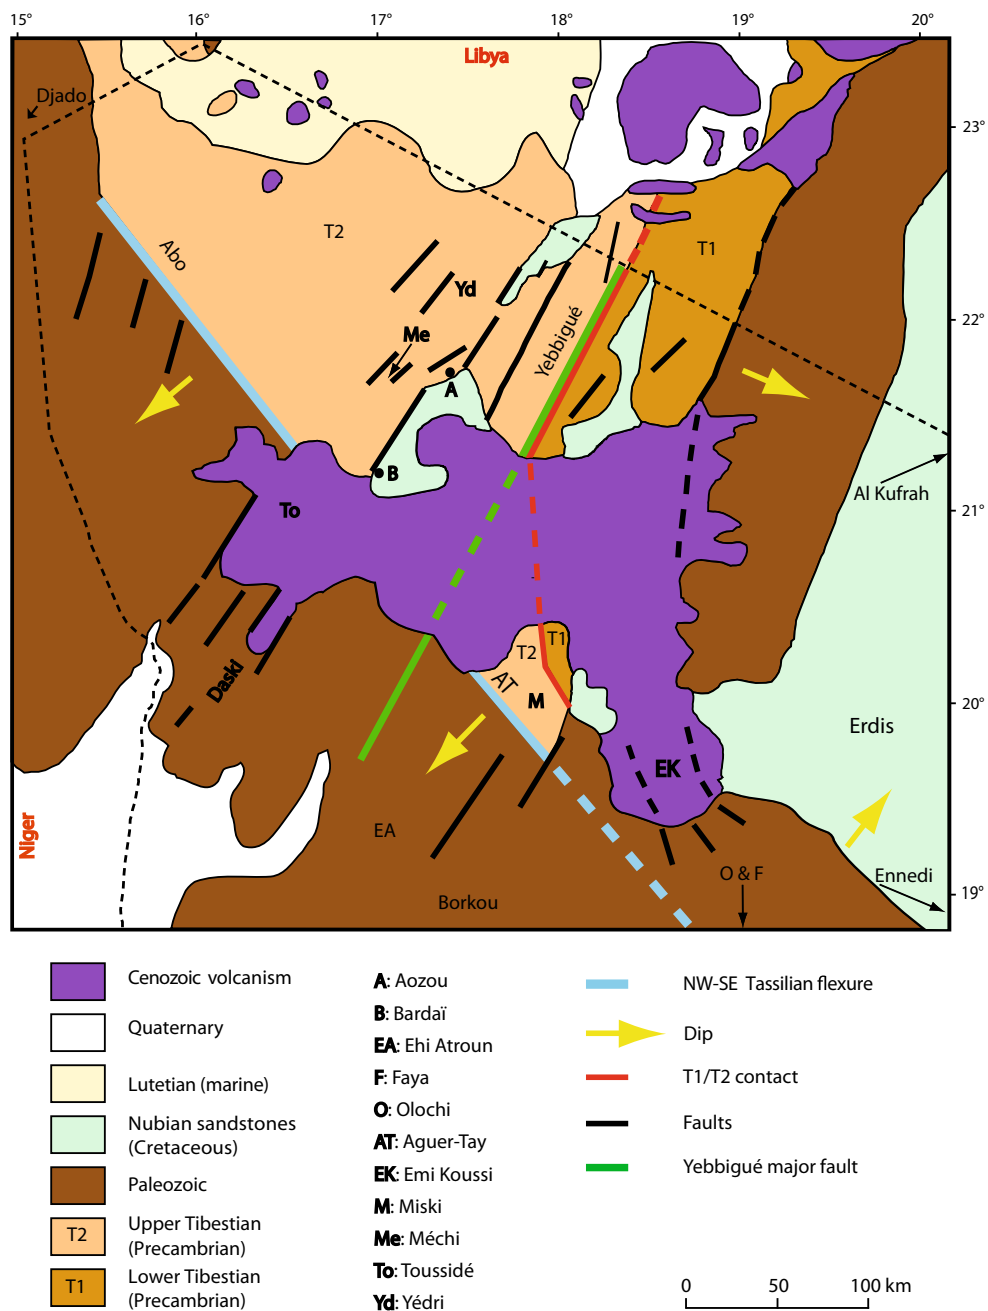 15° 16° 17° 18° 19° 20°
Libya
Djado
23°
T2
T1
Abo
Yd
22°
Me
Yebbigué
A
B
Al Kufrah
To
21°
T2
T1
Daski
AT
M
20°
Erdis
EK
Niger
EA
O & F
Ennedi
19°
Borkou
Cenozoic volcanism
Quaternary
Lutetian (marine)
Nubian sandstones
(Cretaceous)
Paleozoic
T2
Upper Tibestian
(Precambrian)
T1
Lower Tibestian
(Precambrian)
A: Aozou
B: Bardaï
EA: Ehi Atroun
F: Faya
O: Olochi
AT: Aguer-Tay
EK: Emi Koussi
M: Miski
Me: Méchi
To: Toussidé
Yd: Yédri
NW-SE Tassilian flexure
Dip
T1/T2 contact
Faults
Yebbigué major fault
0 50 100 km